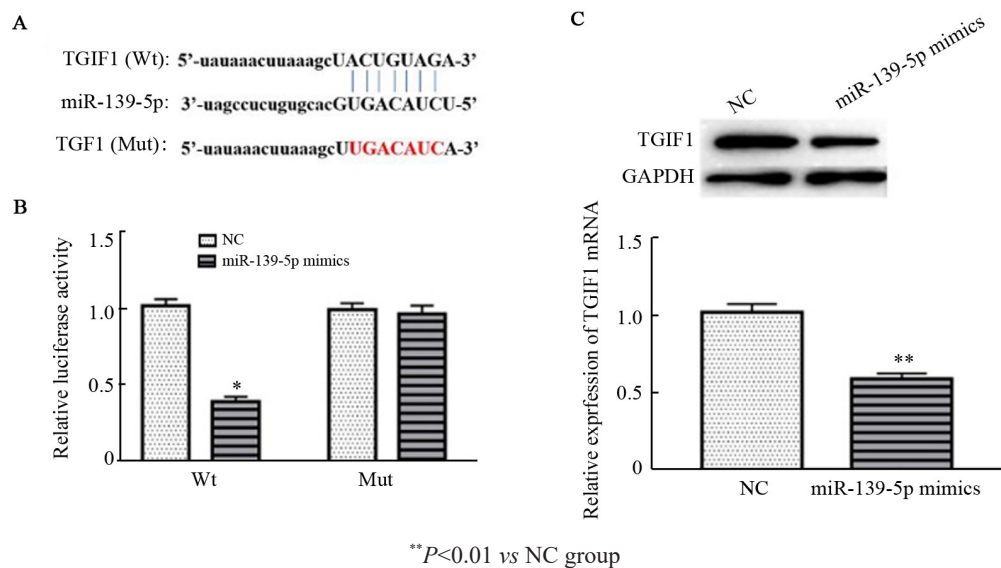 A
TGIF1 (Wt): 5’-uauaaacuuaaagcUACUGUAGA-3’
miR-139-5p: 3’-uagccucugugcacGUGACAUCU-5’
TGF1 (Mut): 5’-uauaaacuuaaagcUUGACAUCA-3’
B
Relative luciferase activity
1.5
1.0
0.5
0
NC
miR-139-5p mimics
*
Wt
Mut
C
NC
miR-139-5p mimics
TGIF1
GAPDH
Relative exprfession of TGIF1 mRNA
1.5
1.0
0.5
0
**
NC
miR-139-5p mimics
**P<0.01 vs NC group